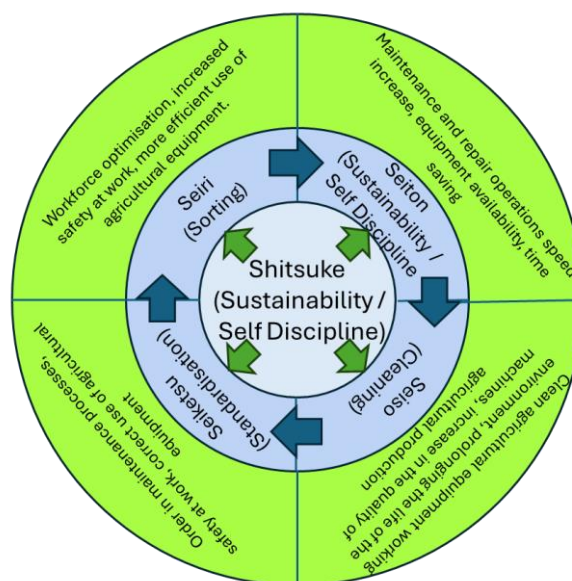 Workforce optimisation, increased
safety at work, more efficient use of
agricultural equipment.
Maintenance and repair operations speed
increase, equipment availability, time
saving
Seiri
(Sorting)
Seiton
(Sustainability /
Self Discipline
Shitsuke
(Sustainability /
Self Discipline)
Seiso
(Cleaning)
Seiketsu
(Standardisation)
Clean agricultural equipment working
environment, prolonging the life of the
machines, increase in the quality of
agricultural production
Order in maintenance processes,
safety at work, correct use of agricultural
equipment